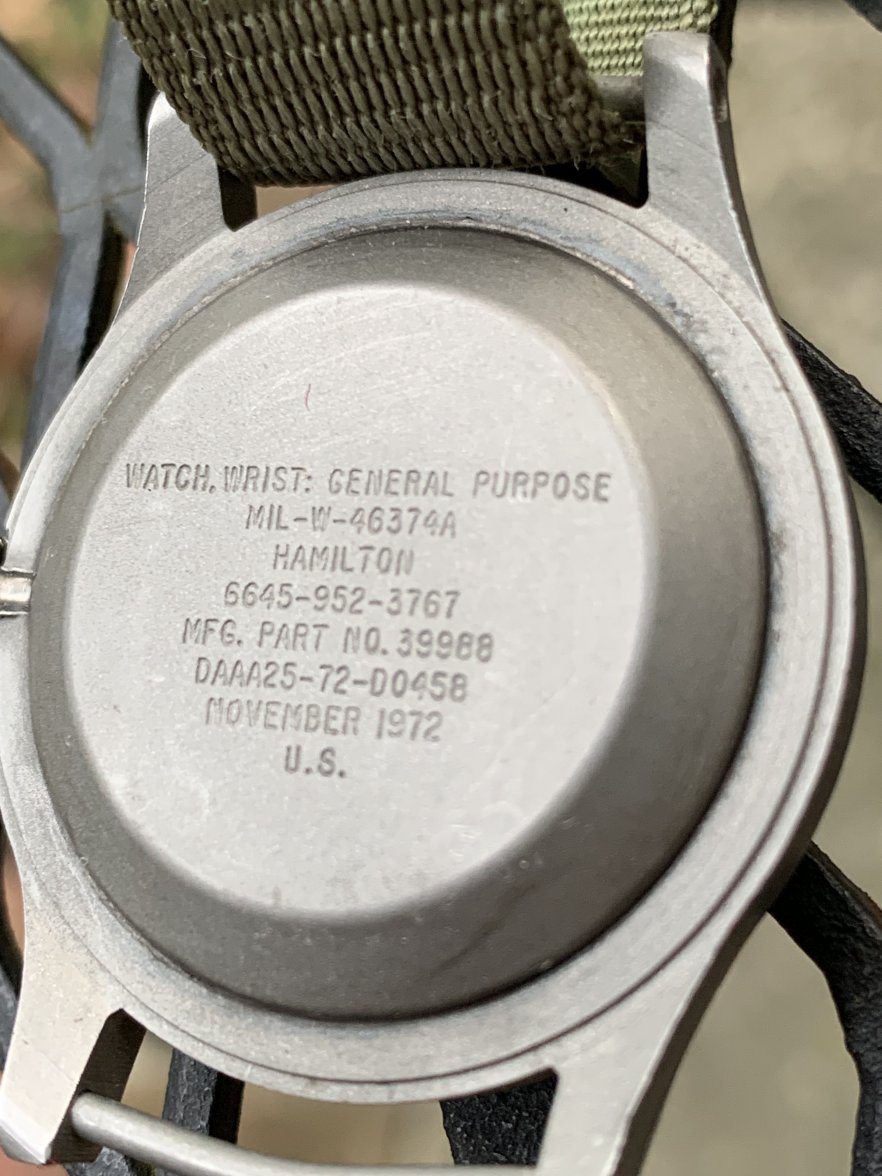 WATCH, WRIST: GENERAL PURPOSE
MIL-W-46374A
HAMILTON
6645-952-3767
MFG. PART NO. 39988
DAAA25-72-D0458
NOVEMBER 1972
U.S.